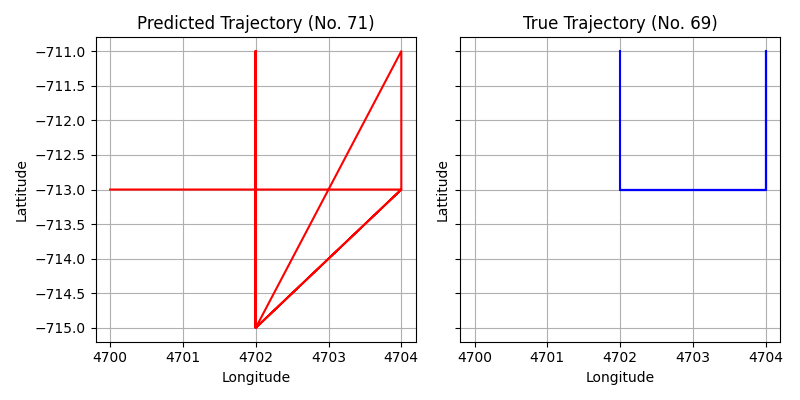 Predicted Trajectory (No. 71)
True Trajectory (No. 69)
−711.0
−711.5
−712.0
−712.5
−713.0
−713.5
−714.0
−714.5
−715.0
Lattitude
Lattitude
4700 4701 4702 4703 4704
4700 4701 4702 4703 4704
Longitude
Longitude